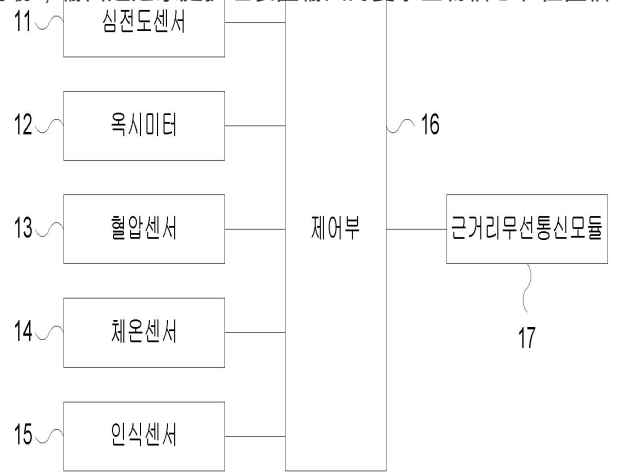 11
심전도센서
12
옥시미터
16
13
혈압센서
제어부
근거리무선통신모듈
17
14
체온센서
15
인식센서